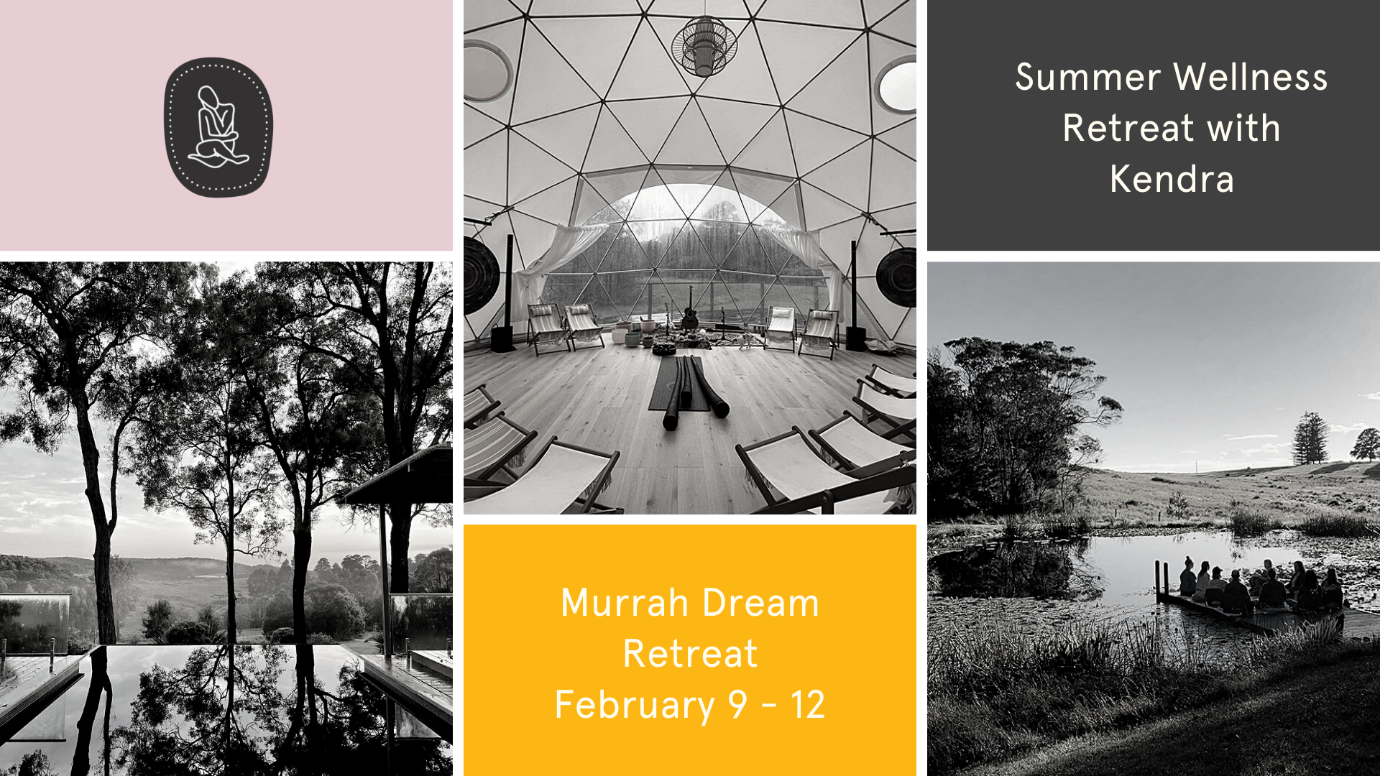 Summer Wellness
Retreat with
Kendra
Murrah Dream
Retreat
February 9 - 12